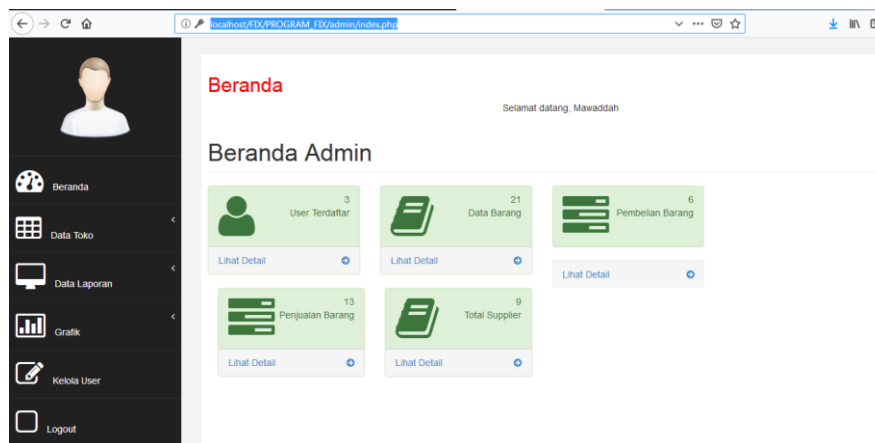 localhost/FIX/PROGRAM_FIX/admin/index.php
Beranda
Selamat datang, Mawaddah
Beranda Admin
Beranda
Data Toko
Data Laporan
Grafik
Kelola User
Logout
3
User Terdaftar
Lihat Detail
21
Data Barang
Lihat Detail
6
Pembelian Barang
Lihat Detail
13
Penjualan Barang
Lihat Detail
9
Total Supplier
Lihat Detail